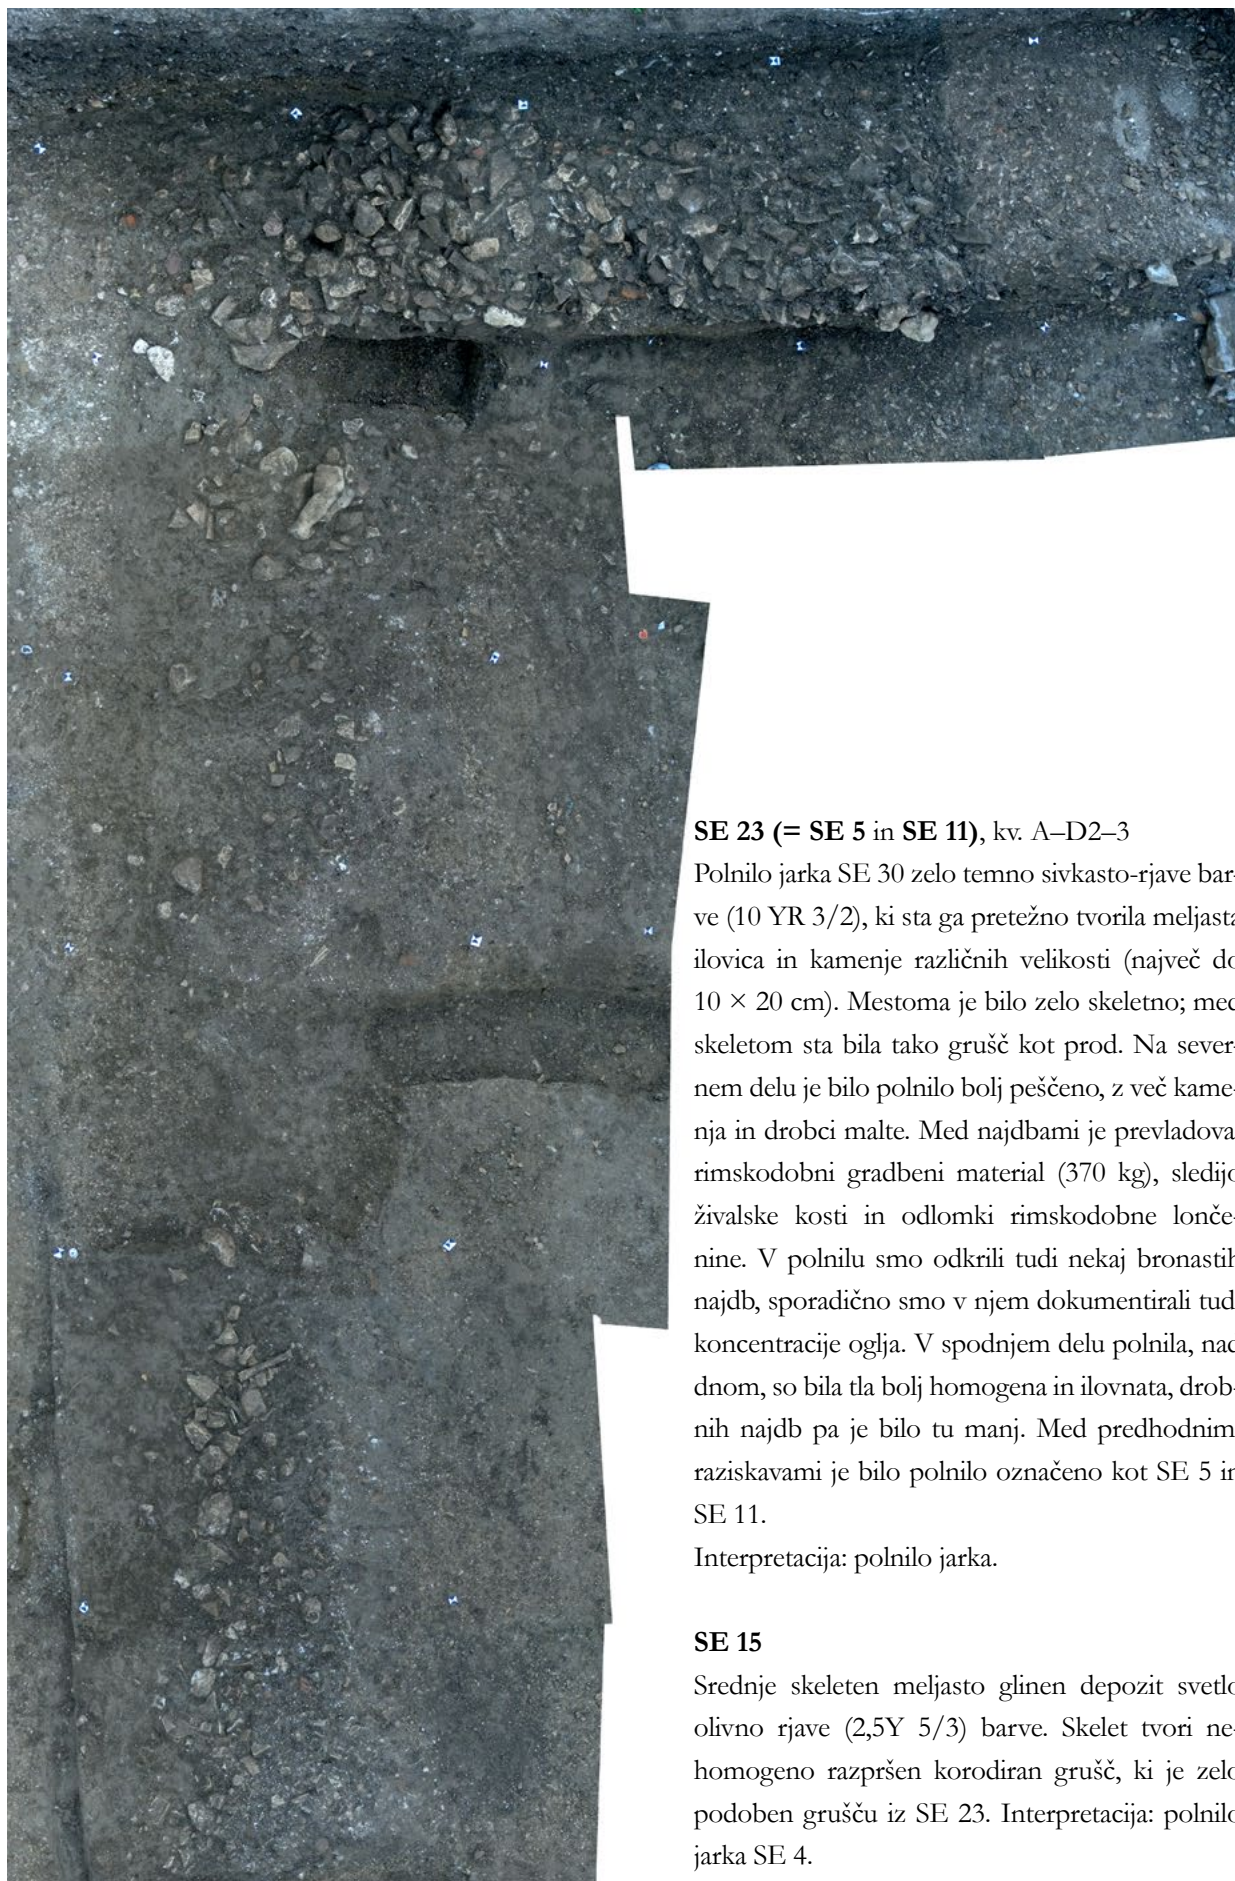 SE 23 (= SE 5 in SE 11), kv. A–D2–3
Polnilo jarka SE 30 zelo temno sivkasto-rjave bar-
ve (10 YR 3/2), ki sta ga pretežno tvorila meljasta
ilovica in kamenje različnih velikosti (največ do
10 × 20 cm). Mestoma je bilo zelo skeletno; med
skeletom sta bila tako grušč kot prod. Na sever-
nem delu je bilo polnilo bolj peščeno, z več kame-
nja in drobci malte. Med najdbami je prevladoval
rimskodobni gradbeni material (370 kg), sledijo
živalske kosti in odlomki rimskodobne lonče-
nine. V polnilu smo odkrili tudi nekaj bronastih
najdb, sporadično smo v njem dokumentirali tudi
koncentracije oglja. V spodnjem delu polnila, nad
dnom, so bila tla bolj homogena in ilovnata, drob-
nih najdb pa je bilo tu manj. Med predhodnimi
raziskavami je bilo polnilo označeno kot SE 5 in
SE 11.
Interpretacija: polnilo jarka.
SE 15
Srednje skeleten meljasto glinen depozit svetlo
olivno rjave (2,5Y 5/3) barve. Skelet tvori ne-
homogeno razpršen korodiran grušč, ki je zelo
podoben grušču iz SE 23. Interpretacija: polnilo
jarka SE 4.